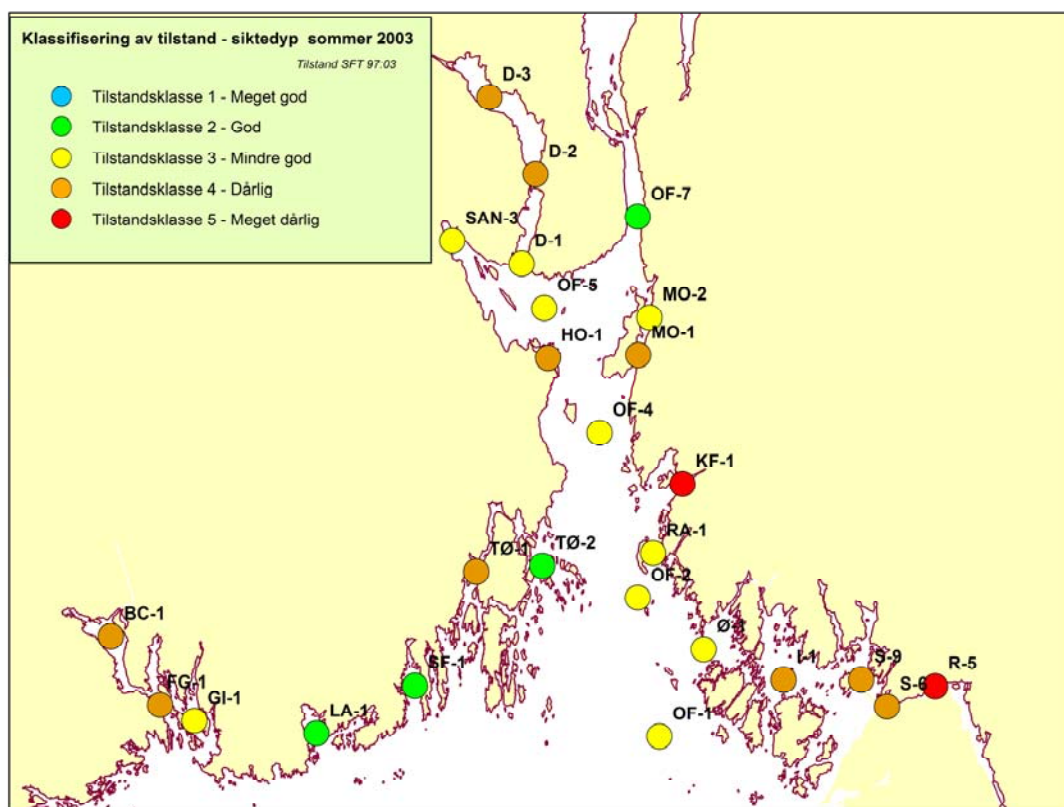 Klassifisering av tilstand - siktedyp sommer 2003
Tilstand SFT 97:03
Tilstandsklasse 1 - Meget god
Tilstandsklasse 2 - God
Tilstandsklasse 3 - Mindre god
Tilstandsklasse 4 - Dårlig
Tilstandsklasse 5 - Meget dårlig
D-3
D-2
OF-7
SAN-3
D-1
OF-5
MO-2
HO-1
MO-1
OF-4
KF-1
RA-1
TØ-1
TØ-2
OF-2
BC-1
Ø-1
SF-1
I-1
S-9
R-5
FG-1
GI-1
S-6
LA-1
OF-1